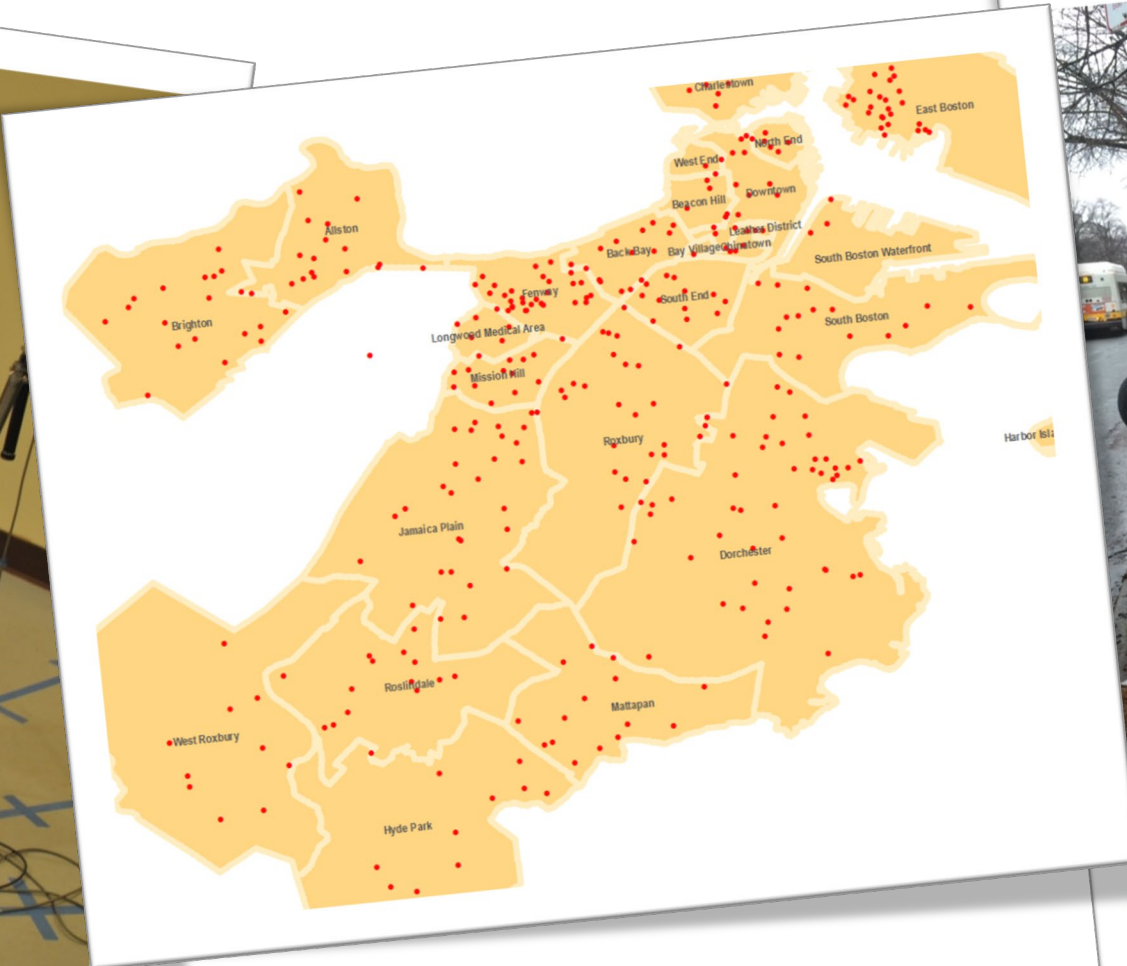 Charlestown
East Boston
North End
West End
Downtown
Beacon Hill
Leather District
Allston
Back Bay
Bay Village
Chinatown
South Boston Waterfront
Fenway
South End
South Boston
Brighton
Longwood Medical Area
Mission Hill
Roxbury
Harbor Isla
Jamaica Plain
Dorchester
Roslindale
Mattapan
West Roxbury
Hyde Park